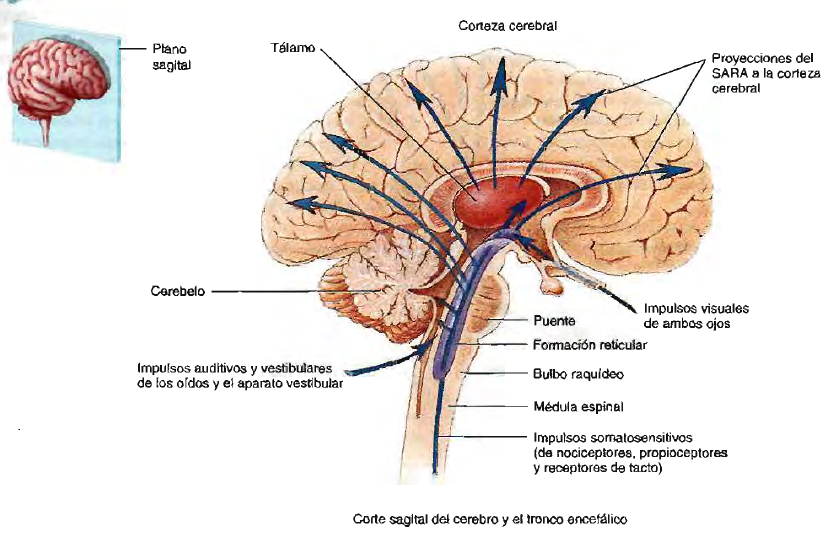 Corteza cerebral
Plano
sagital
Tálamo
Proyecciones del
SARA a la corteza
cerebral
Cerebelo
Impulsos visuales
de ambos ojos
Puente
Formación reticular
Impulsos auditivos y vestibulares
de los oídos y el aparato vestibular
Bulbo raquídeo
Médula espinal
Impulsos somatosensitivos
(de nociceptores, propioceptores
y receptores de tacto)
Corte sagital del cerebro y el tronco encefálico